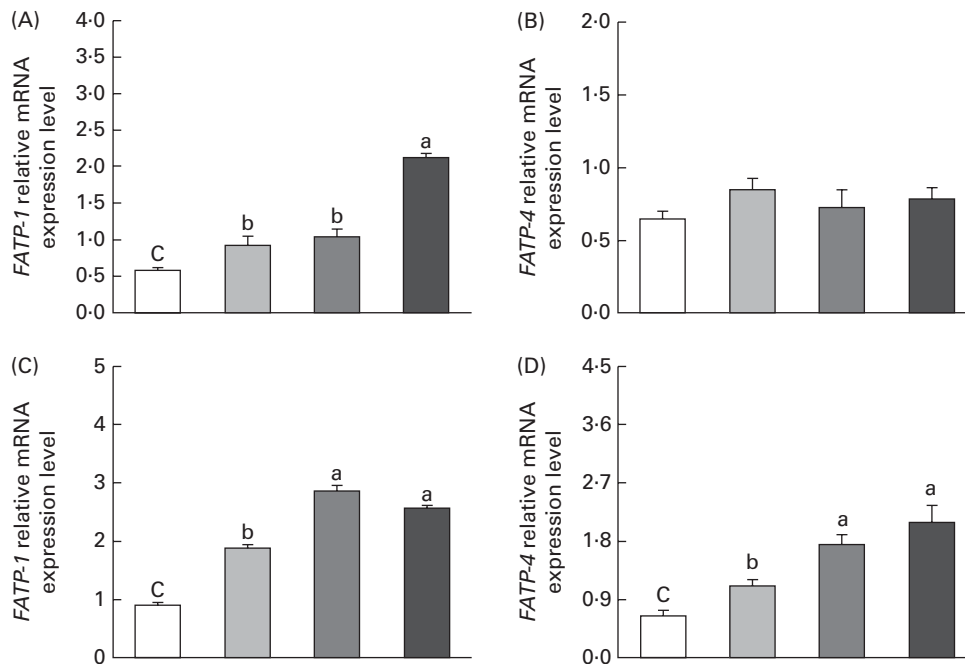 (A)
FATP-1 relative mRNA
expression level
4·0
3·5
3·0
2·5
2·0
1·5
1·0
0·5
0·0
C
b
b
a
(B)
FATP-4 relative mRNA
expression level
2·0
1·5
1·0
0·5
0·0
(C)
FATP-1 relative mRNA
expression level
5
4
3
2
1
0
C
b
a
a
(D)
FATP-4 relative mRNA
expression level
4·5
3·6
2·7
1·8
0·9
0·0
C
b
a
a